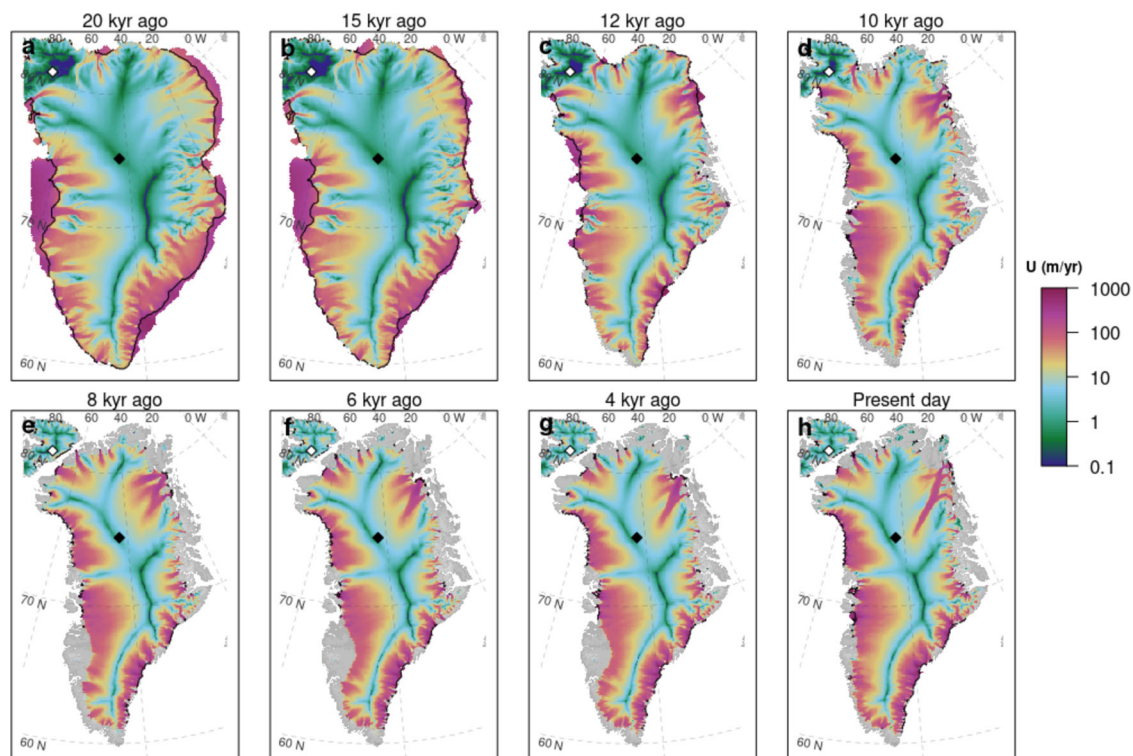 20 kyr ago
15 kyr ago
12 kyr ago
10 kyr ago
a 80 60 40 20 0 W
b 80 60 40 20 0 W
c 80 60 40 20 0 W
d 80 60 40 20 0 W
80 N
70 N
70 N
70 N
70 N
60 N
60 N
60 N
60 N
U (m/yr)
1000
100
10
1
0.1
8 kyr ago
6 kyr ago
4 kyr ago
Present day
e 80 60 40 20 0 W
f 80 60 40 20 0 W
g 80 60 40 20 0 W
h 80 60 40 20 0 W
80 N
70 N
70 N
70 N
70 N
60 N
60 N
60 N
60 N